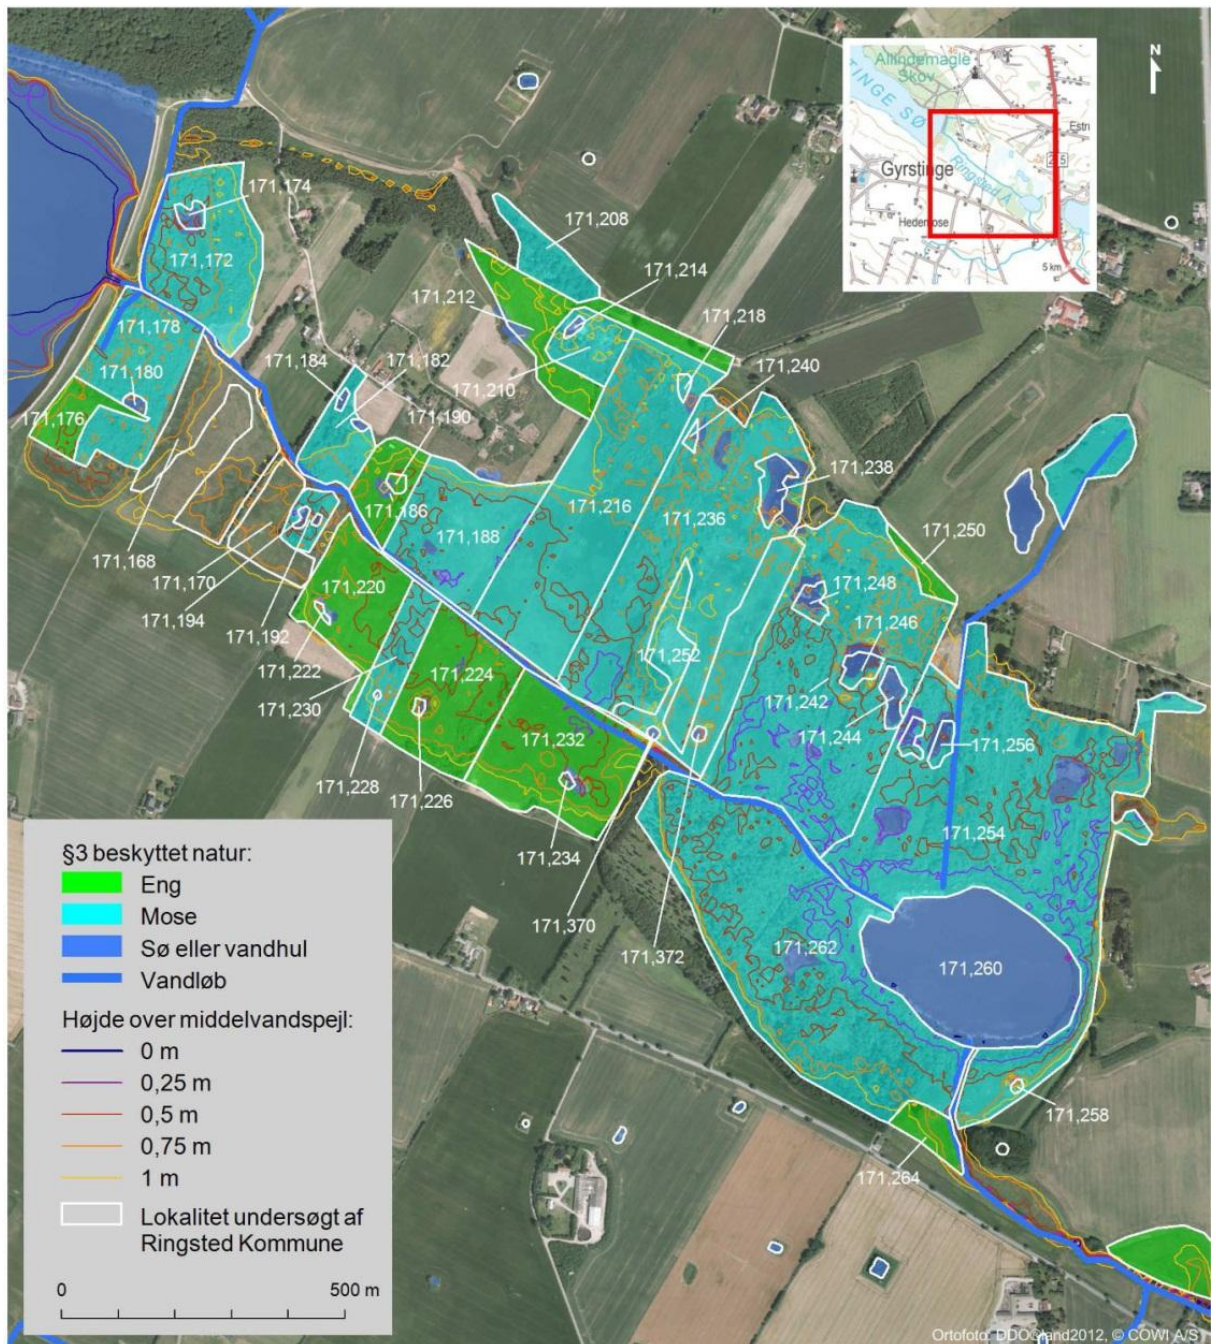 Allindemagle
Skov
TINGE SØ
Estr
Gyrstinge
Ringsted Å
Hedemose
5 km
N
171,174
171,172
171,208
171,214
171,212
171,218
171,178
171,184
171,182
171,240
171,180
171,210
171,190
171,176
171,238
171,216
171,236
171,186
171,188
171,250
171,168
171,170
171,220
171,248
171,194
171,246
171,192
171,252
171,222
171,224
171,242
171,230
171,244
171,232
171,256
171,228
171,226
171,254
171,234
171,370
171,262
171,372
171,260
171,258
171,264
§3 beskyttet natur:
Eng
Mose
Sø eller vandhul
Vandløb
Højde over middelvandspejl:
0 m
0,25 m
0,5 m
0,75 m
1 m
Lokalitet undersøgt af
Ringsted Kommune
0 500 m
Ortofoto: DDO®land2012, © COWI A/S